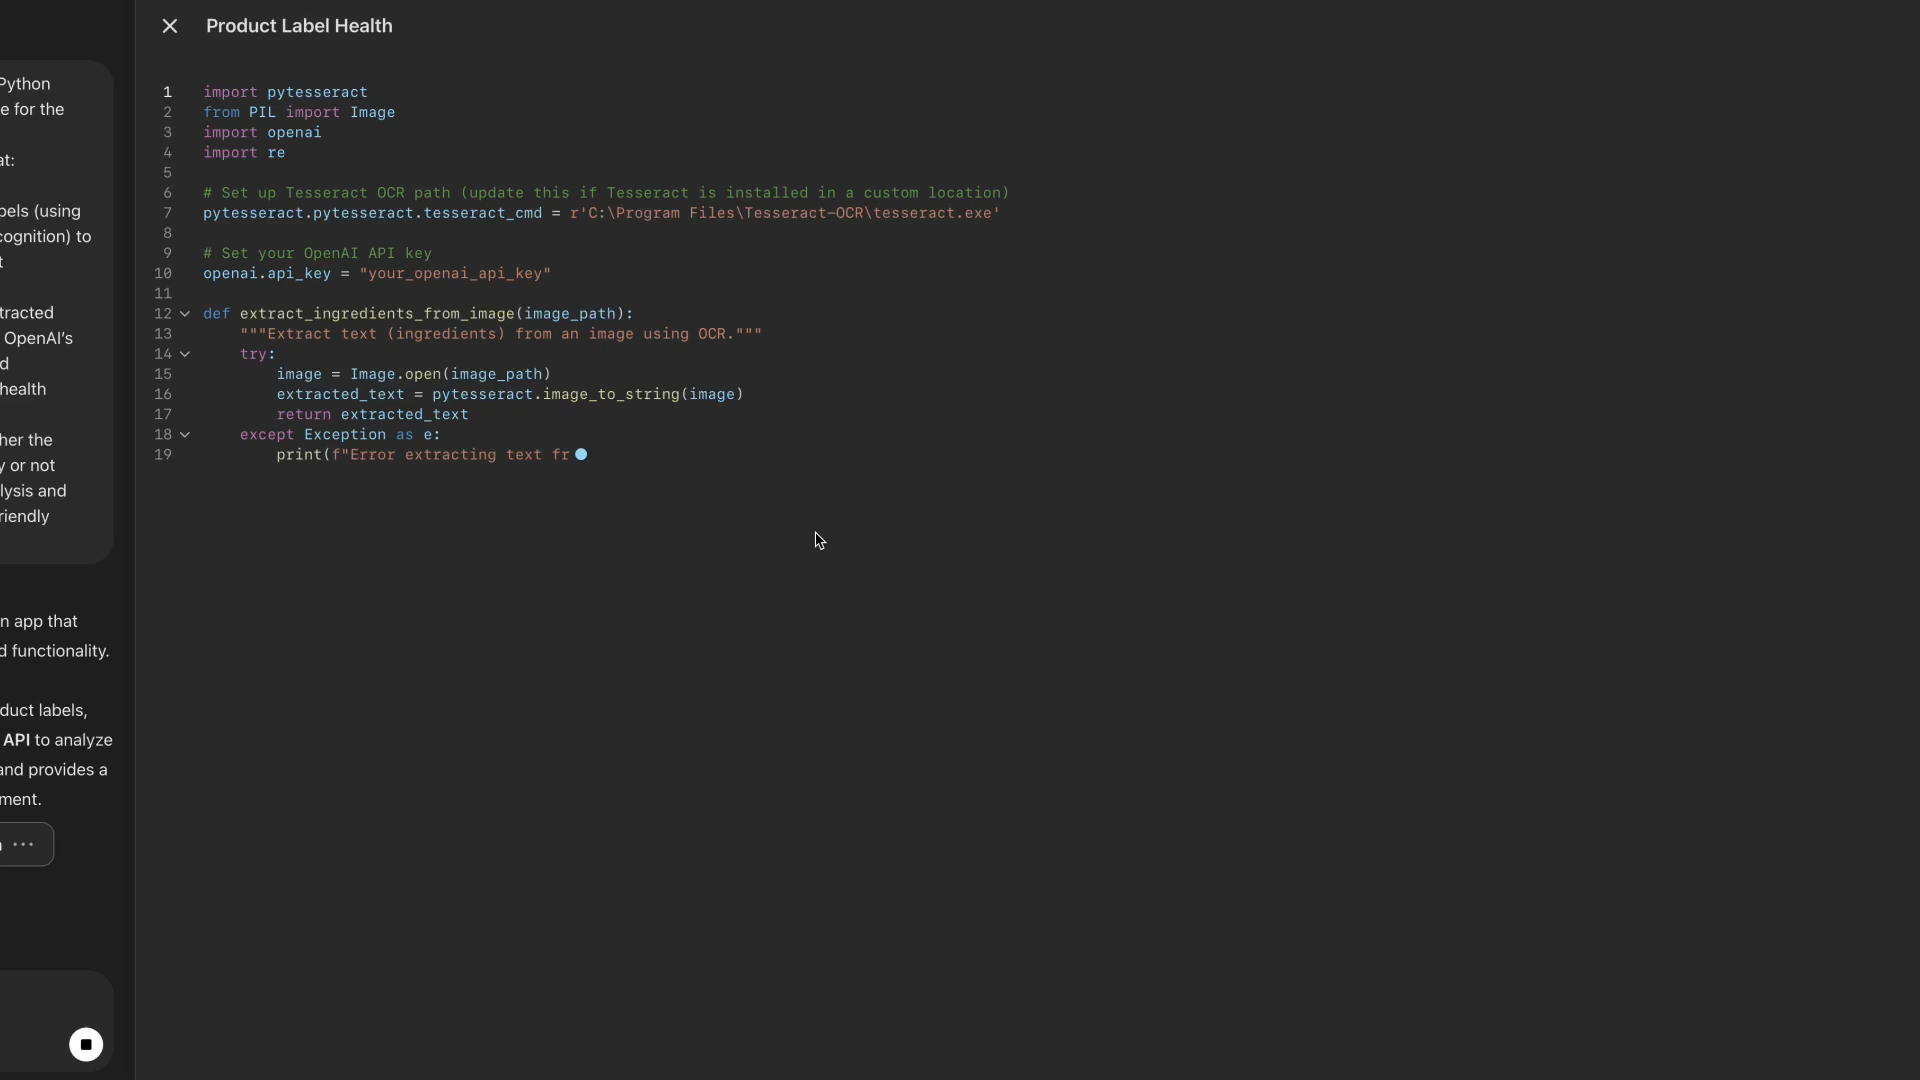 Product Label Health
Python
e for the
at:
cognition) to
tracted
OpenAI's
d
health
her the
y or not
lysis and
riendly
n app that
d functionality.
duct labels,
API to analyze
and provides a
ment.
1 import pytesseract
2 from PIL import Image
3 import openai
4 import re
5
6 # Set up Tesseract OCR path (update this if Tesseract is installed in a custom location)
7 pytesseract.pytesseract.tesseract_cmd = r'C:\Program Files\Tesseract-OCR\tesseract.exe'
8
9 # Set your OpenAI API key
10 openai.api_key = "your_openai_api_key"
11
12 def extract_ingredients_from_image(image_path):
13 """Extract text (ingredients) from an image using OCR."""
14 try:
15 image = Image.open(image_path)
16 extracted_text = pytesseract.image_to_string(image)
17 return extracted_text
18 except Exception as e:
19 print(f"Error extracting text fr